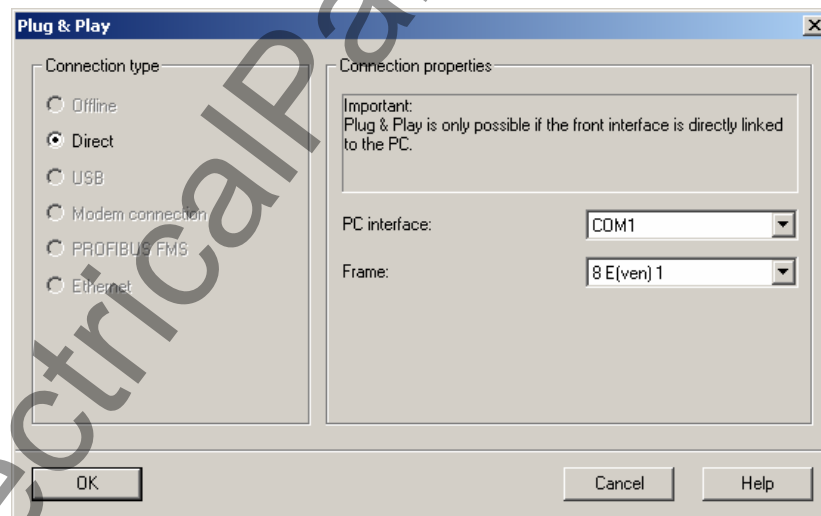 Plug & Play
Connection type
Offline
Direct
USB
Modem connection
PROFIBUS FMS
Ethernet
Connection properties
Important:
Plug & Play is only possible if the front interface is directly linked
to the PC.
PC interface:
COM1
Frame:
8 E(ven) 1
OK
Cancel
Help